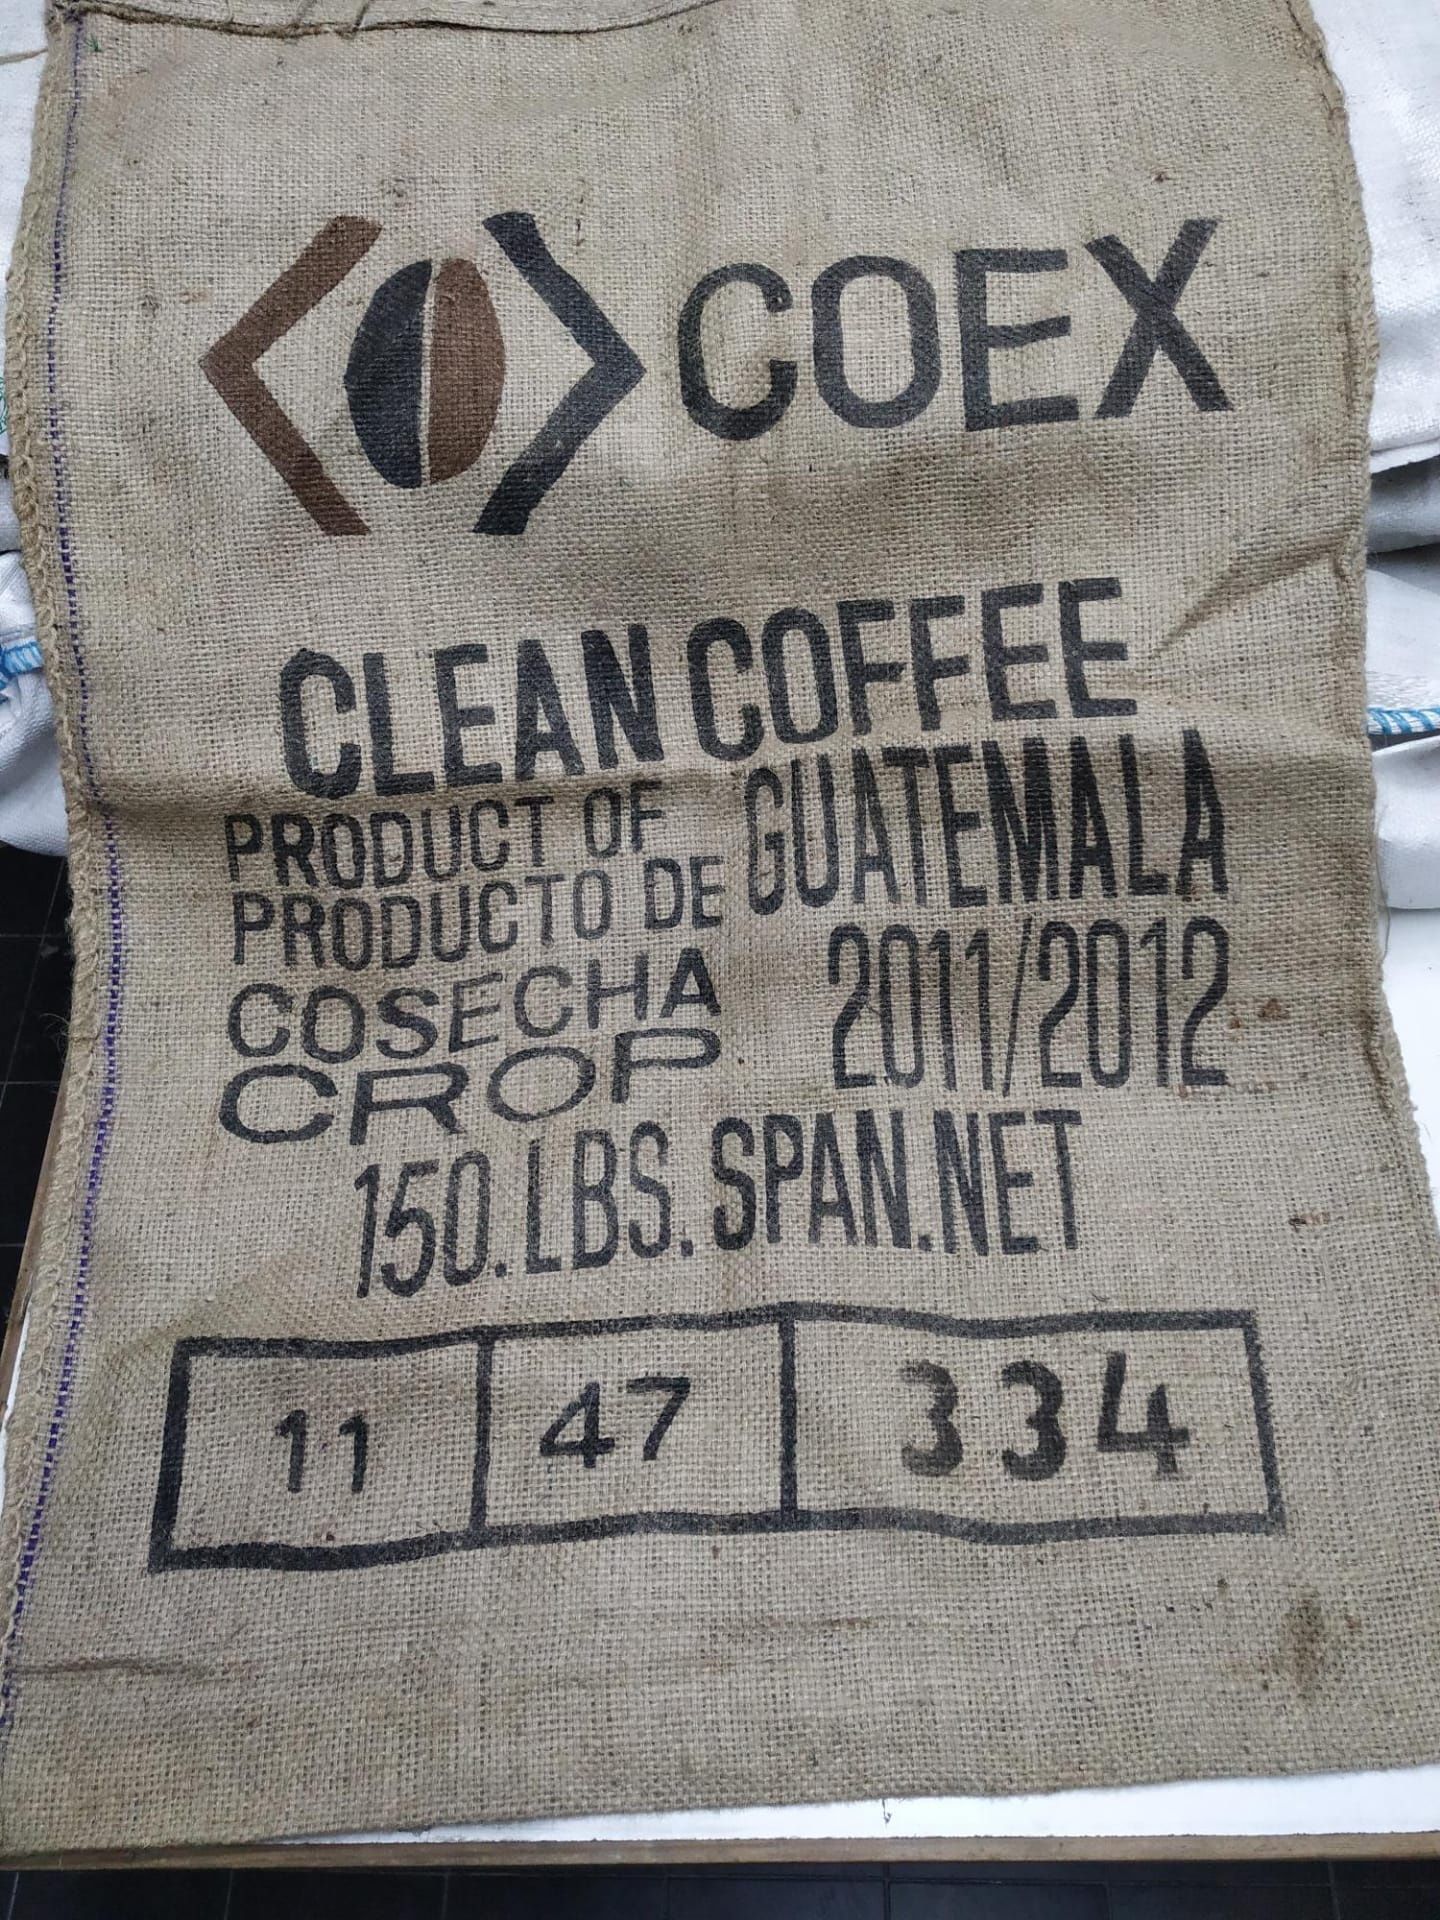 COEX
CLEAN COFFEE
PRODUCT OF
PRODUCTO DE GUATEMALA
COSECHA
CROP 2011/2012
150.LBS.SPAN.NET
11 47 334